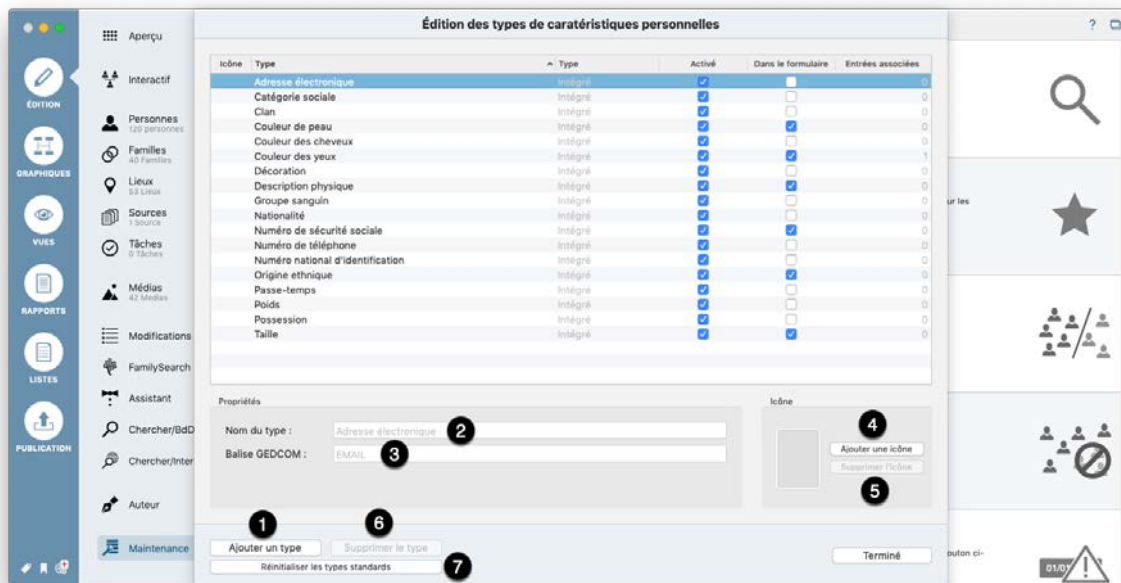 Édition des types de caratéristiques personnelles
?
ÉDITION
GRAPHIQUES
VUES
RAPPORTS
LISTES
PUBLICATION
Aperçu
Interactif
Personnes
120 personnes
Familles
40 Familles
Lieux
53 Lieux
Sources
1 Source
Tâches
0 Tâches
Médias
42 Medias
Modifications
FamilySearch
Assistant
Chercher/BdD
Chercher/Inter
Auteur
Maintenance
Icône Type Type Activé Dans le formulaire Entrées associées
Adresse électronique Intégré 0
Catégorie sociale Intégré 0
Clan Intégré 0
Couleur de peau Intégré 0
Couleur des cheveux Intégré 0
Couleur des yeux Intégré 1
Décoration Intégré 0
Description physique Intégré 0
Groupe sanguin Intégré 0
Nationalité Intégré 0
Numéro de sécurité sociale Intégré 0
Numéro de téléphone Intégré 0
Numéro national d'identification Intégré 0
Origine ethnique Intégré 0
Passe-temps Intégré 0
Poids Intégré 0
Possession Intégré 0
Taille Intégré 0
Propriétés
Nom du type : Adresse électronique 2
Balise GEDCOM : EMAIL 3
Icône
4
Ajouter une icône
Supprimer l'icône
5
1 6
Ajouter un type Supprimer le type
Réinitialiser les types standards 7
Terminé
ur les
outon ci-